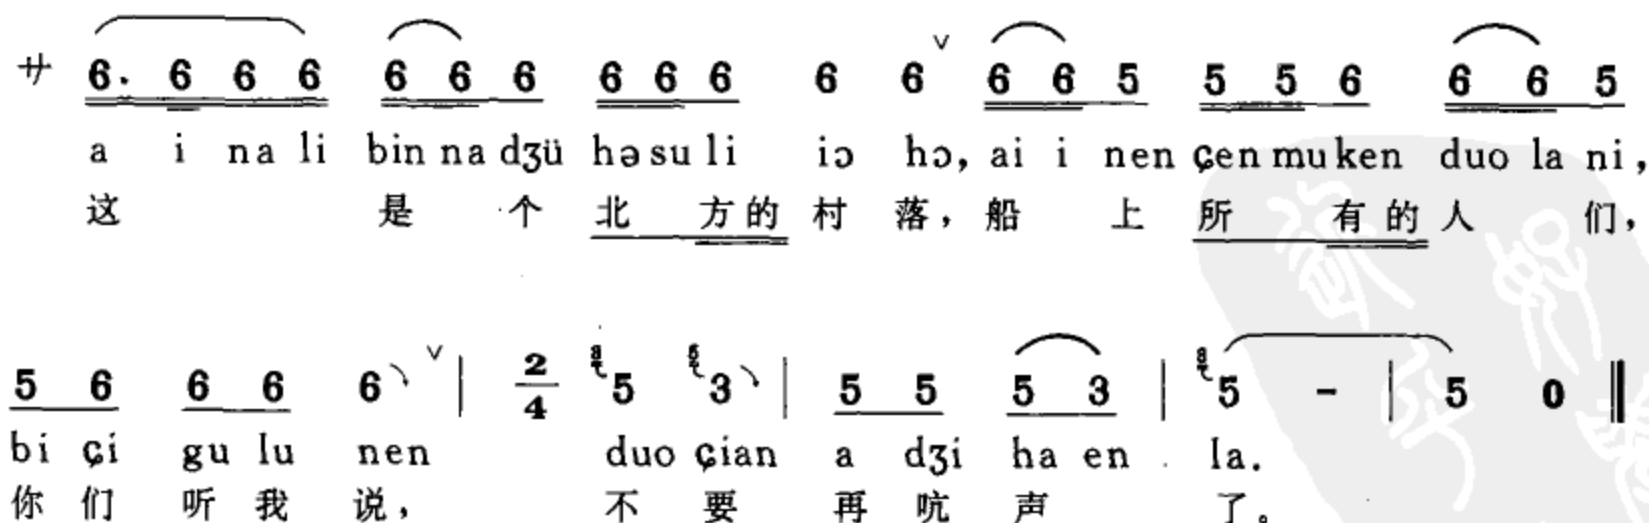 サ 6. 6 6 6 6 6 6 6 6 6 6 6 ∨ 6 6 5 5 5 6 6 6 5
a i na li bin na dʒü hə su li iɔ hɔ, ai i nen çen mu ken duo la ni,
这 是 个 北 方 的 村 落, 船 上 所 有 的 人 们,
5 6 6 6 6 ∨ | 2/4 5 3 | 5 5 5 3 | 5 - | 5 0 ‖
bi çi gu lu nen duo çian a dʒi ha en la.
你 们 听 我 说, 不 要 再 吭 声 了。